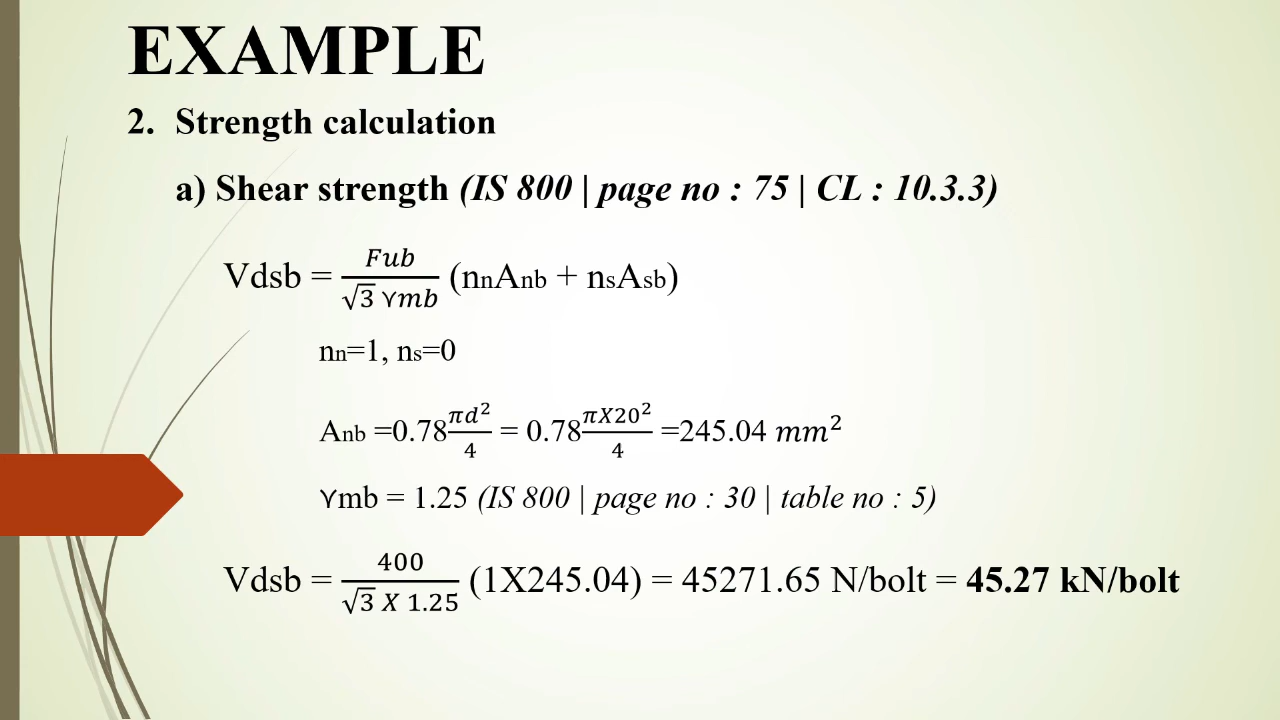 EXAMPLE
2. Strength calculation
a) Shear strength (IS 800 | page no : 75 | CL : 10.3.3)
Vdsb = Fub / √3 ϒmb (nnAnb + nsAsb)
nn=1, ns=0
Anb =0.78 πd² / 4 = 0.78 πX20² / 4 =245.04 mm²
ϒmb = 1.25 (IS 800 | page no : 30 | table no : 5)
Vdsb = 400 / √3 X 1.25 (1X245.04) = 45271.65 N/bolt = 45.27 kN/bolt